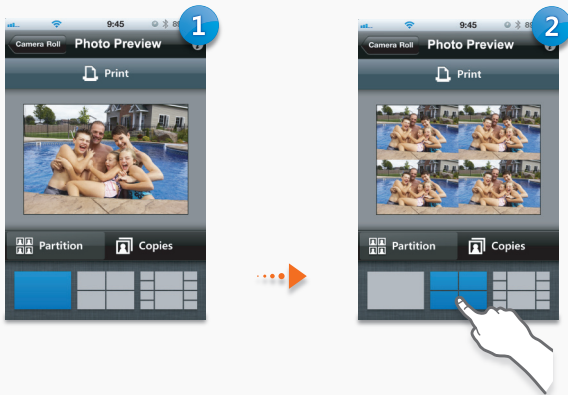 1
9:45
Camera Roll
Photo Preview
Print
Partition
Copies
2
9:45
Camera Roll
Photo Preview
Print
Partition
Copies